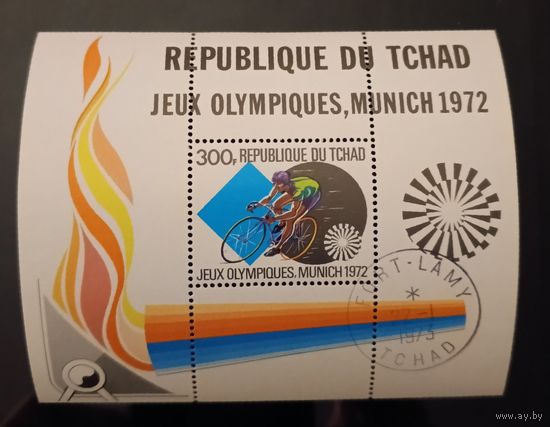 REPUBLIQUE DU TCHAD
JEUX OLYMPIQUES, MUNICH 1972
300F REPUBLIQUE DU TCHAD
JEUX OLYMPIQUES, MUNICH 1972
FORT-LAMY
*
1973
TCHAD
www.ay.by